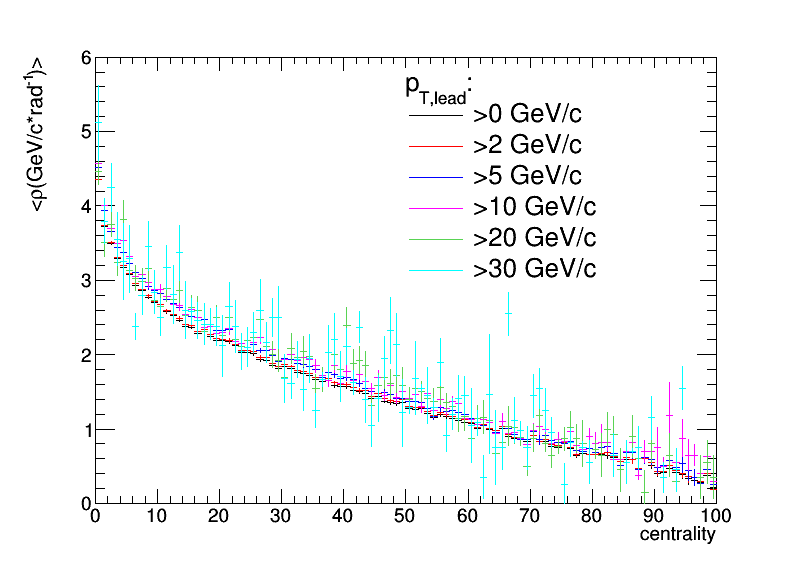 <ρ(GeV/c*rad⁻¹)>
6
5
4
3
2
1
0
p_T,lead:
>0 GeV/c
>2 GeV/c
>5 GeV/c
>10 GeV/c
>20 GeV/c
>30 GeV/c
0 10 20 30 40 50 60 70 80 90 100
centrality